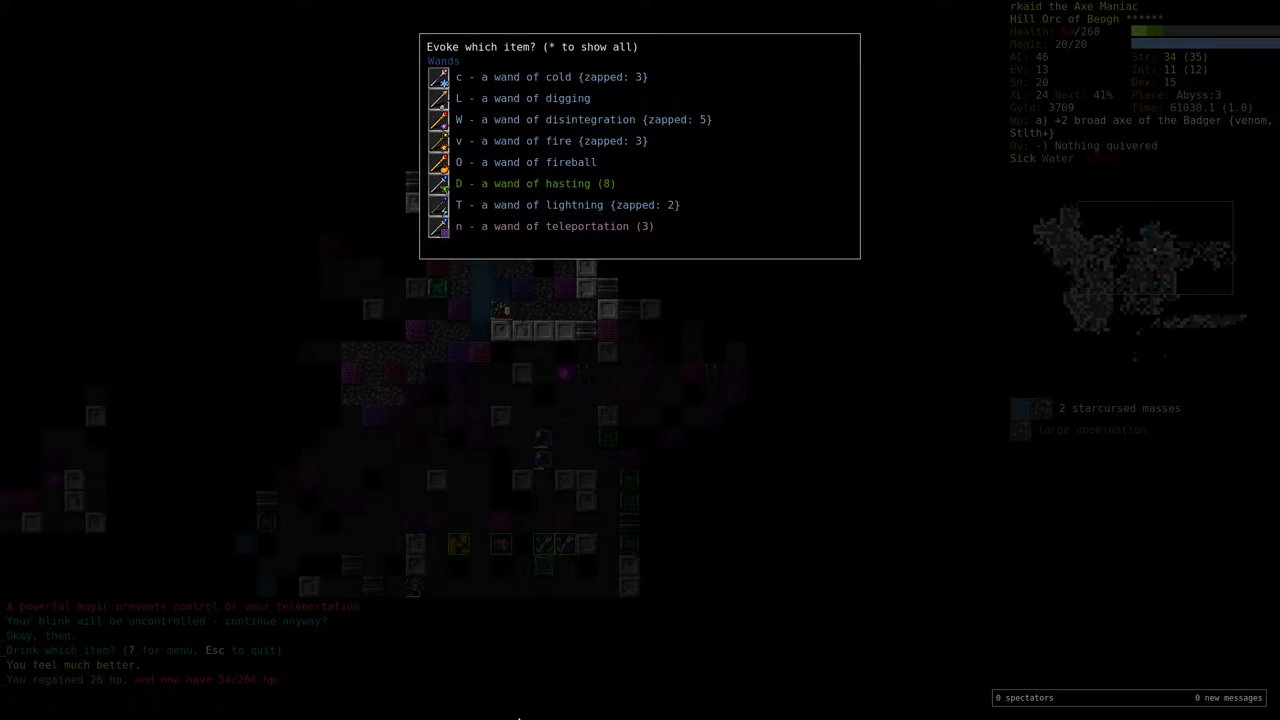 Evoke which item? (* to show all)
Wands
c - a wand of cold {zapped: 3}
L - a wand of digging
W - a wand of disintegration {zapped: 5}
v - a wand of fire {zapped: 3}
O - a wand of fireball
D - a wand of hasting (8)
T - a wand of lightning {zapped: 2}
n - a wand of teleportation (3)
rkaid the Axe Maniac
Hill Orc of Beogh ******
Health: 54/260
Magic: 20/20
AC: 46 Str: 34 (35)
EV: 13 Int: 11 (12)
SH: 20 Dex: 15
XL: 24 Next: 41% Place: Abyss:3
Gold: 3709 Time: 61030.1 (1.0)
Wp: a) +2 broad axe of the Badger {venom,
Stlth+}
Qv: -) Nothing quivered
Sick Water
2 starcursed masses
large abomination
A powerful magic prevents control of your teleportation.
Your blink will be uncontrolled - continue anyway?
_Okay, then.
_Drink which item? (? for menu, Esc to quit)
You feel much better.
_You regained 28 hp, and now have 54/260 hp
0 spectators 0 new messages